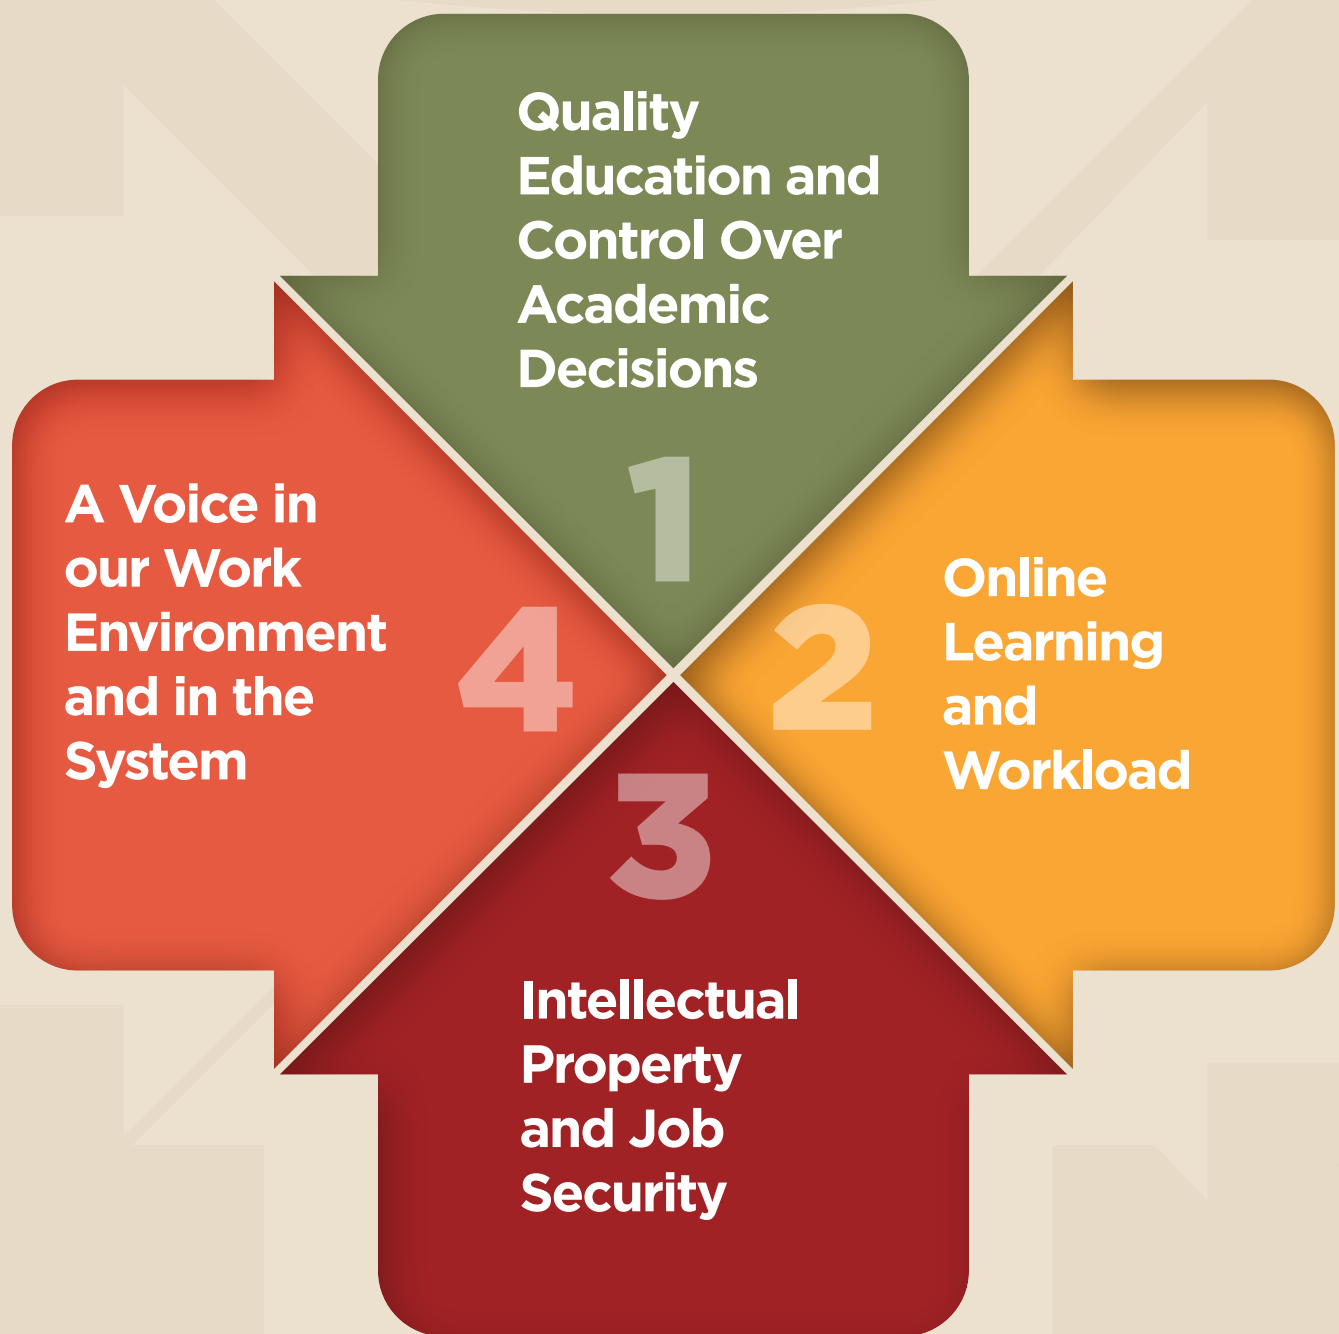 Quality
Education and
Control Over
Academic
Decisions
1
Online
Learning
and
Workload
2
3
Intellectual
Property
and Job
Security
A Voice in
our Work
Environment
and in the
System
4